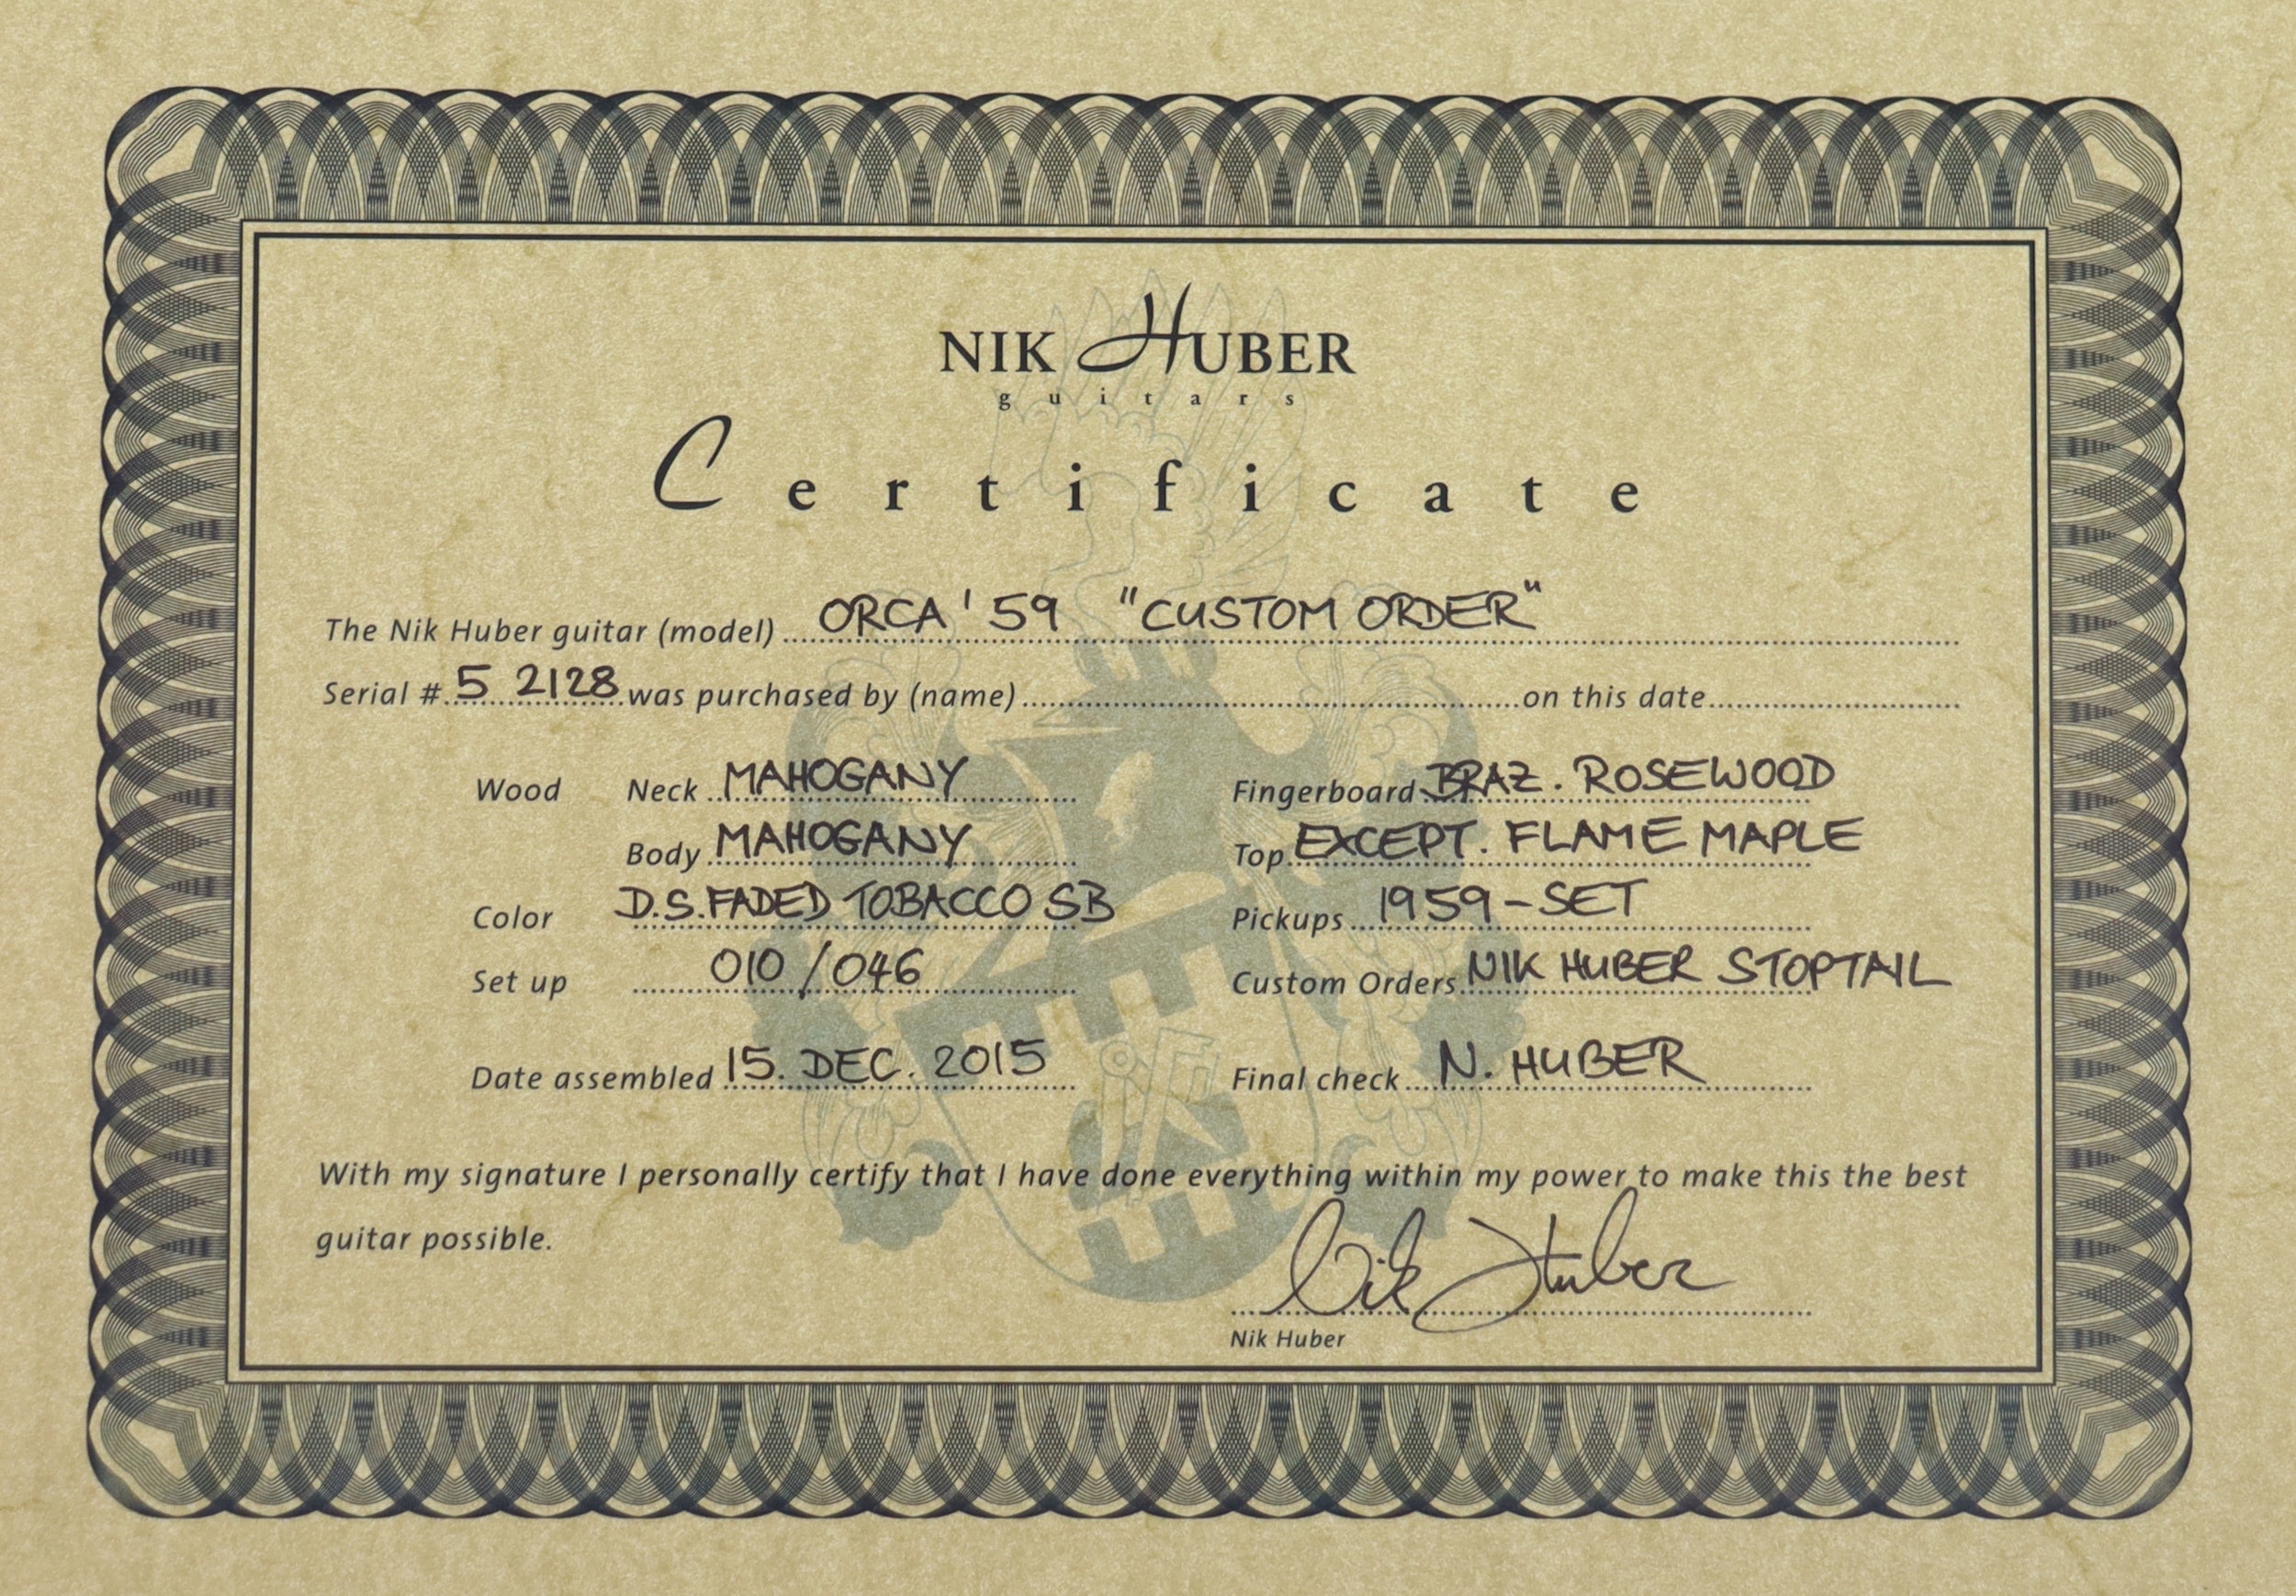 NIK HUBER
guitars
Certificate
The Nik Huber guitar (model) ORCA '59 "CUSTOM ORDER"
Serial # 5 2128 was purchased by (name) on this date
Wood Neck MAHOGANY Fingerboard BRAZ. ROSEWOOD
Body MAHOGANY Top EXCEPT. FLAME MAPLE
Color D.S.FADED TOBACCO SB Pickups 1959-SET
Set up 010/046 Custom Orders NIK HUBER STOPTAIL
Date assembled 15. DEC. 2015 Final check N. HUBER
With my signature I personally certify that I have done everything within my power to make this the best
guitar possible.
Nik Huber
Nik Huber